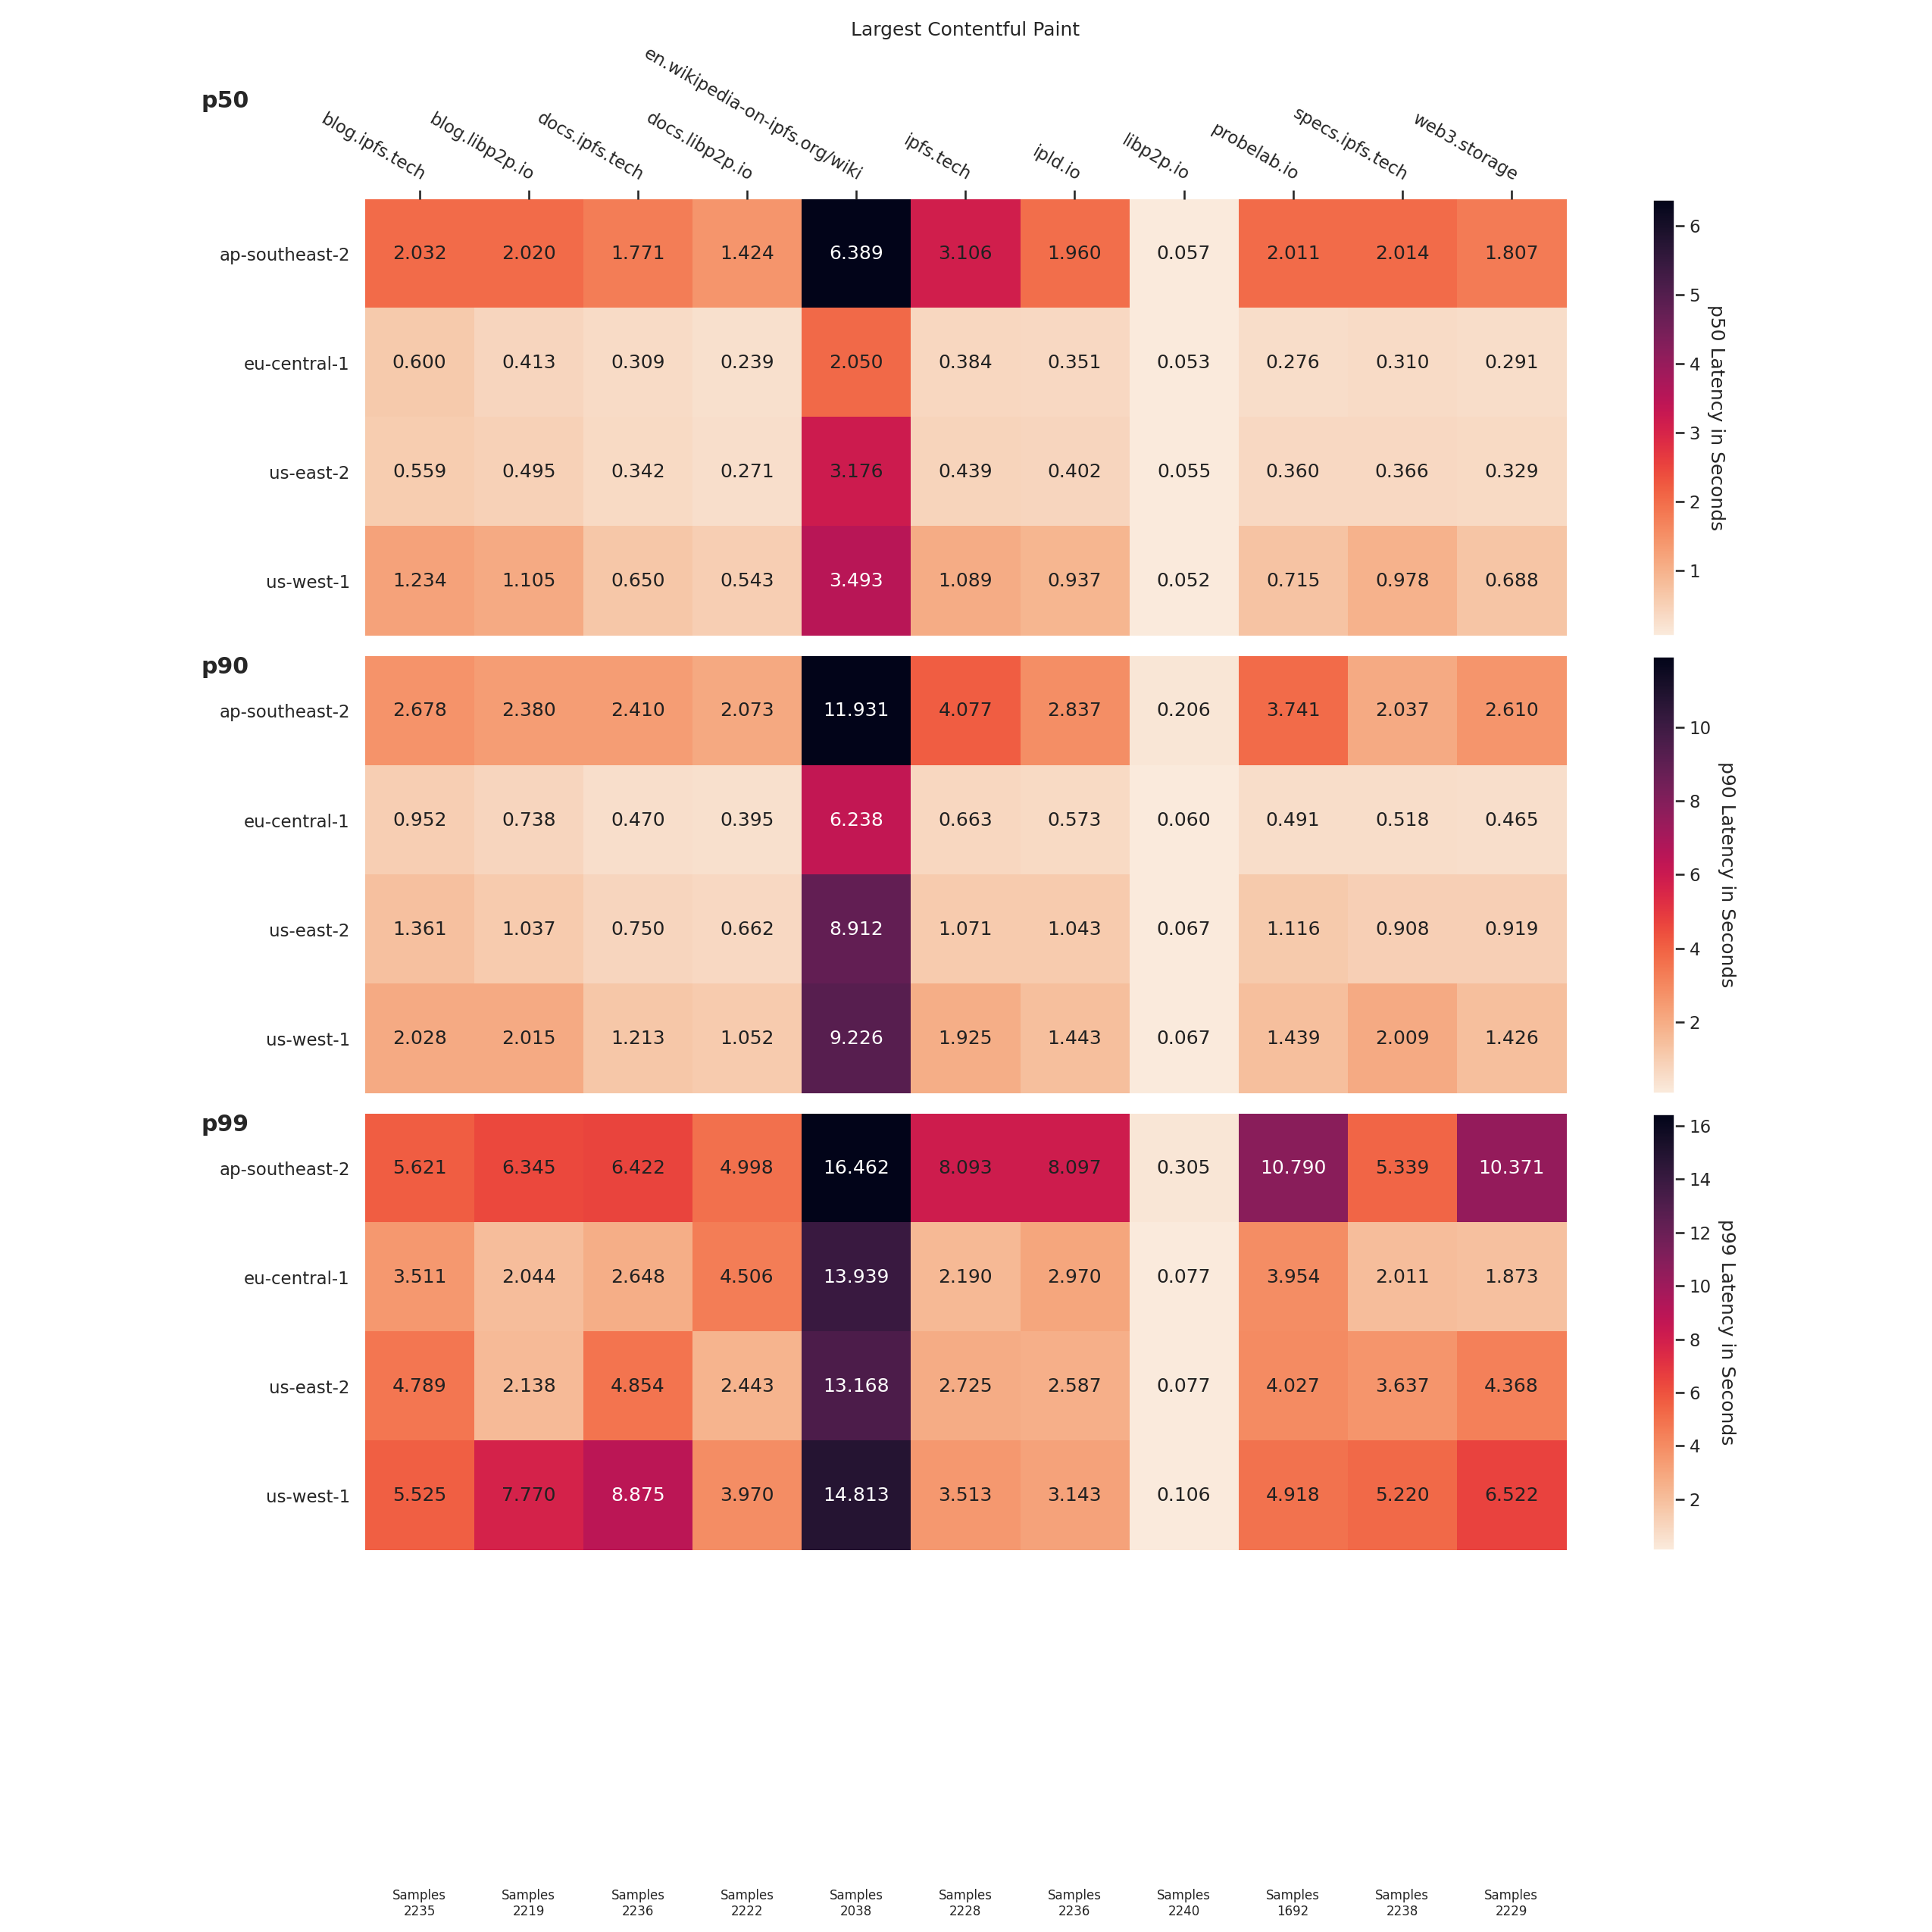 Largest Contentful Paint
p50
blog.ipfs.tech
blog.libp2p.io
docs.ipfs.tech
docs.libp2p.io
en.wikipedia-on-ipfs.org/wiki
ipfs.tech
ipld.io
libp2p.io
probelab.io
specs.ipfs.tech
web3.storage
ap-southeast-2 2.032 2.020 1.771 1.424 6.389 3.106 1.960 0.057 2.011 2.014 1.807
eu-central-1 0.600 0.413 0.309 0.239 2.050 0.384 0.351 0.053 0.276 0.310 0.291
us-east-2 0.559 0.495 0.342 0.271 3.176 0.439 0.402 0.055 0.360 0.366 0.329
us-west-1 1.234 1.105 0.650 0.543 3.493 1.089 0.937 0.052 0.715 0.978 0.688
6
5
4
3
2
1
p50 Latency in Seconds
p90
ap-southeast-2 2.678 2.380 2.410 2.073 11.931 4.077 2.837 0.206 3.741 2.037 2.610
eu-central-1 0.952 0.738 0.470 0.395 6.238 0.663 0.573 0.060 0.491 0.518 0.465
us-east-2 1.361 1.037 0.750 0.662 8.912 1.071 1.043 0.067 1.116 0.908 0.919
us-west-1 2.028 2.015 1.213 1.052 9.226 1.925 1.443 0.067 1.439 2.009 1.426
10
8
6
4
2
p90 Latency in Seconds
p99
ap-southeast-2 5.621 6.345 6.422 4.998 16.462 8.093 8.097 0.305 10.790 5.339 10.371
eu-central-1 3.511 2.044 2.648 4.506 13.939 2.190 2.970 0.077 3.954 2.011 1.873
us-east-2 4.789 2.138 4.854 2.443 13.168 2.725 2.587 0.077 4.027 3.637 4.368
us-west-1 5.525 7.770 8.875 3.970 14.813 3.513 3.143 0.106 4.918 5.220 6.522
16
14
12
10
8
6
4
2
p99 Latency in Seconds
Samples Samples Samples Samples Samples Samples Samples Samples Samples Samples Samples
2235 2219 2236 2222 2038 2228 2236 2240 1692 2238 2229